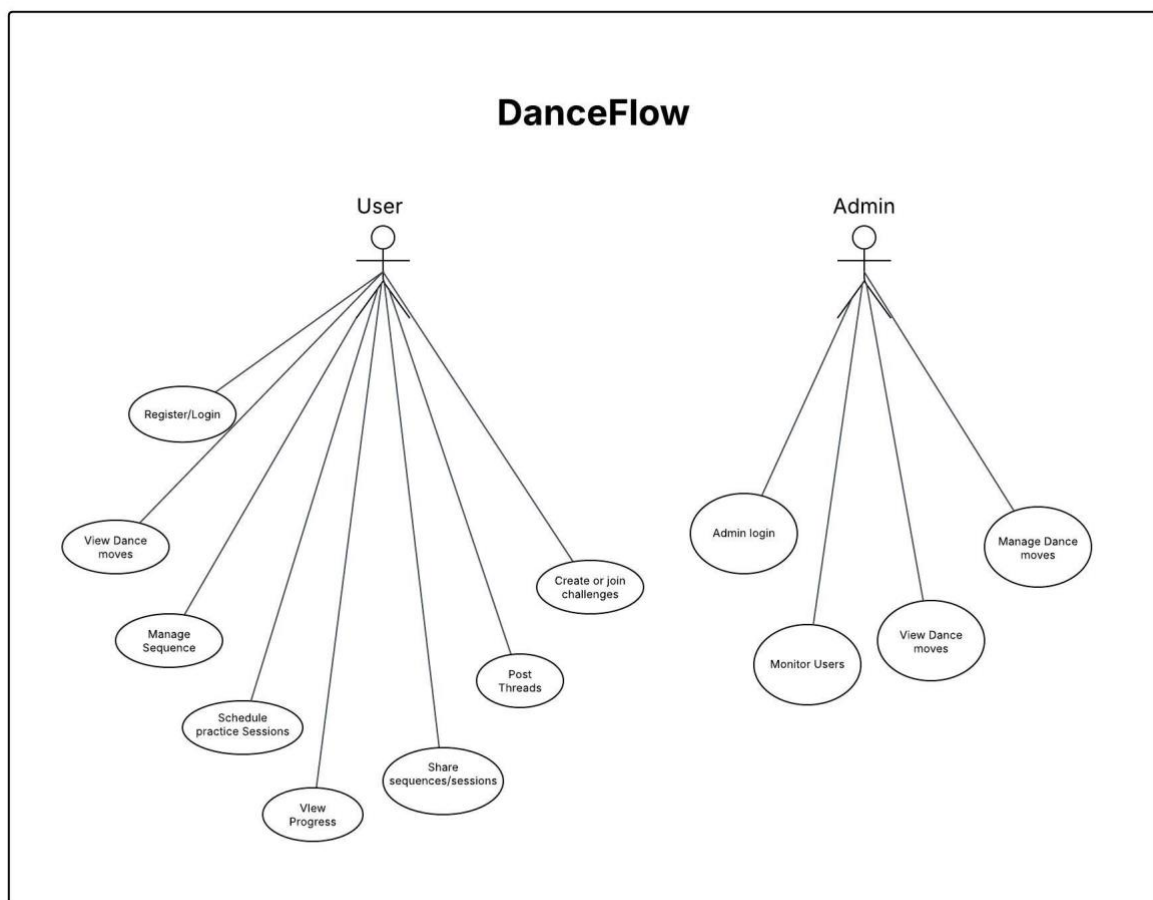 DanceFlow
User
Admin
Register/Login
View Dance
moves
Manage
Sequence
Schedule
practice Sessions
VIew
Progress
Share
sequences/sessions
Post
Threads
Create or join
challenges
Admin login
Monitor Users
View Dance
moves
Manage Dance
moves